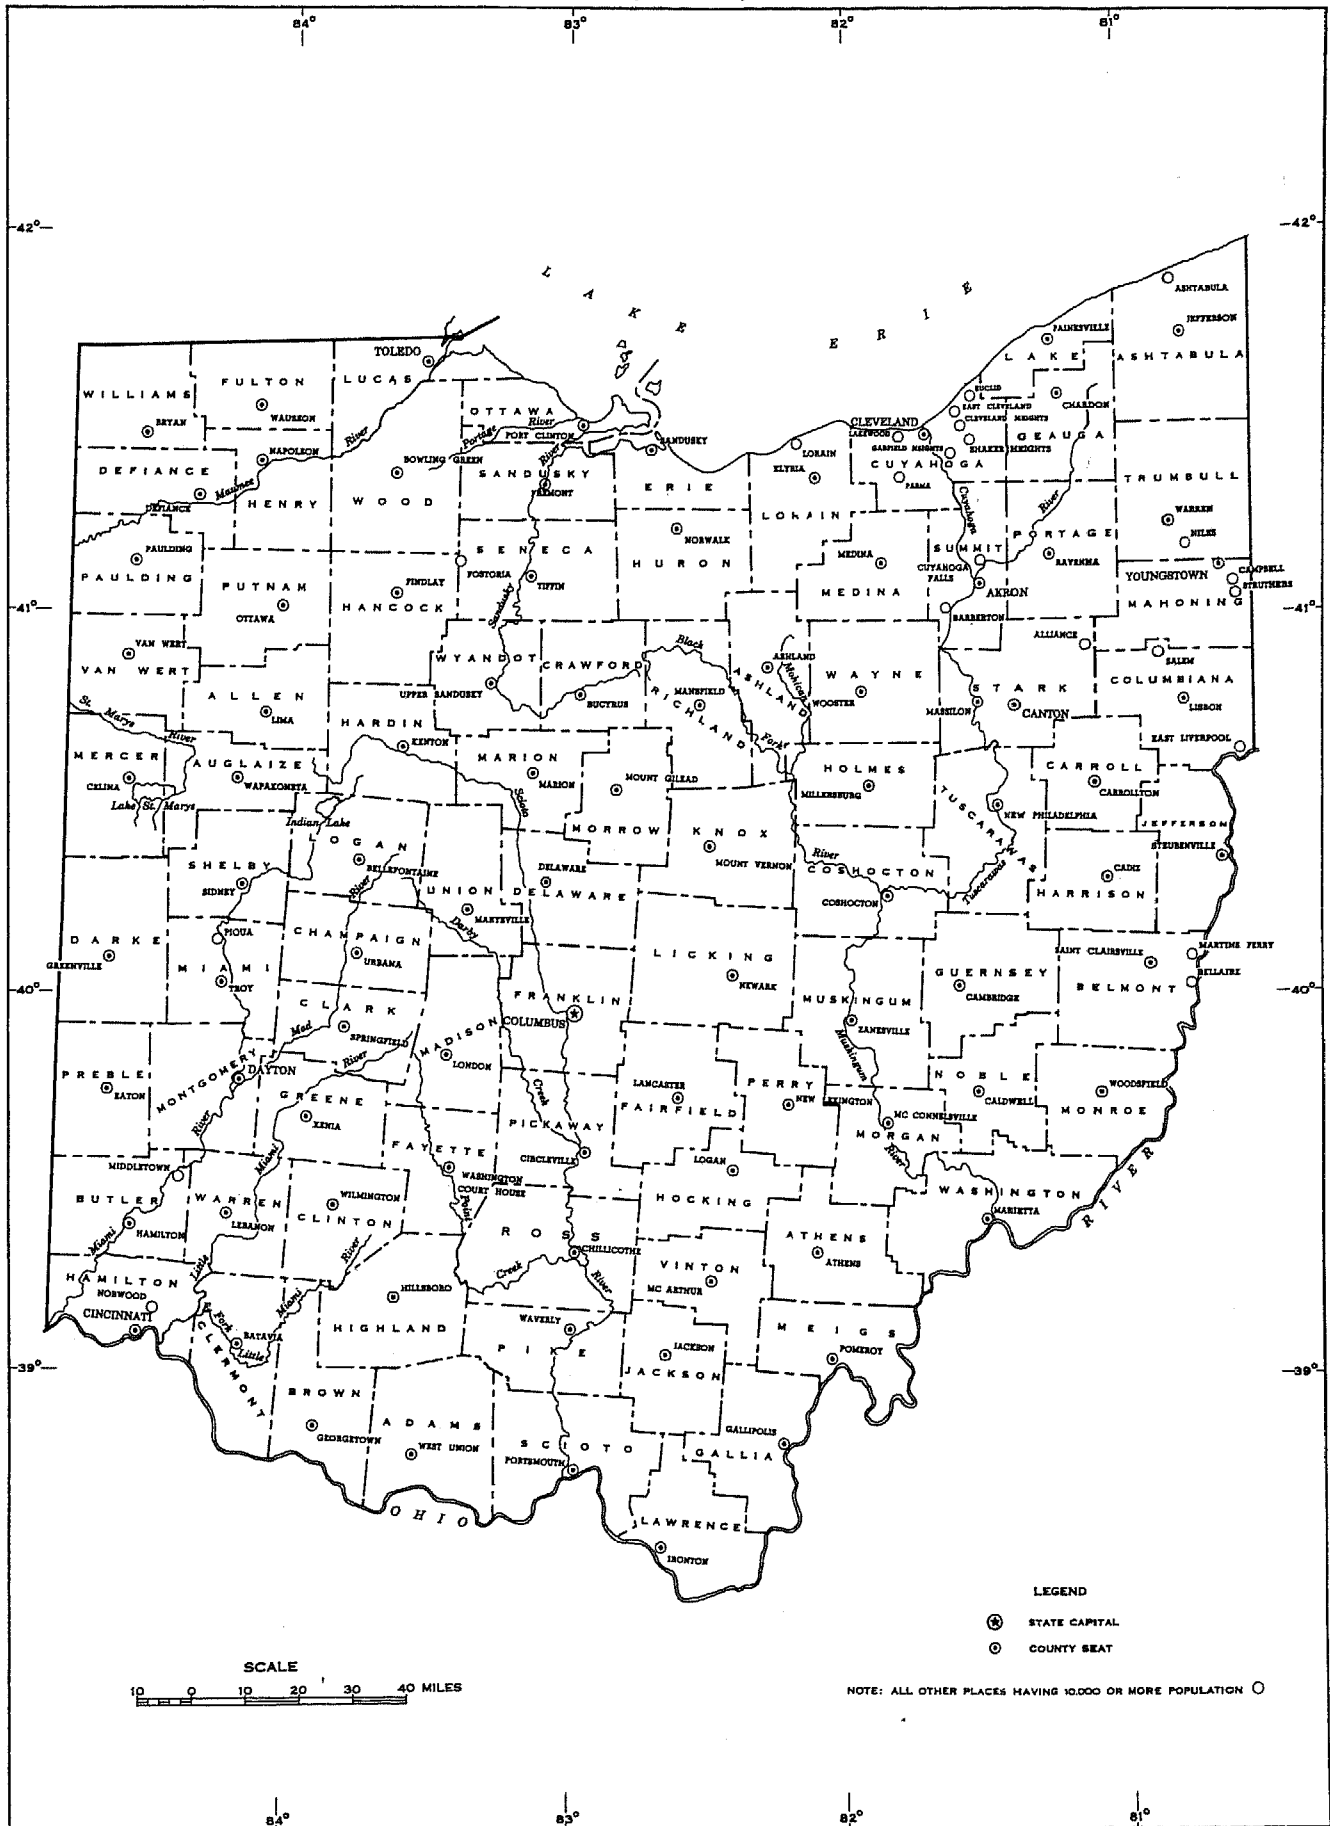 84°
83°
82°
81°
42°
42°
L A K E E R I E
ASHTABULA
JEFFERSON
ASHTABULA
PAINESVILLE
LAKE
TOLEDO
LUCAS
FULTON
WILLIAMS
WAUSEON
BRYAN
EUCLID
EAST CLEVELAND
CLEVELAND HEIGHTS
CHARDON
GEAUGA
SHAKER HEIGHTS
CLEVELAND
LAKEWOOD
GARFIELD HEIGHTS
CUYAHOGA
PARMA
OTTAWA
River
Portage
PORT CLINTON
SANDUSKY
LORAIN
ELYRIA
NAPOLEON
River
BOWLING GREEN
SANDUSKY
River
FREMONT
DEFIANCE
Maumee
DEFIANCE
HENRY
WOOD
ERIE
LORAIN
TRUMBULL
WARREN
NILES
Cuyahoga
River
PORTAGE
RAVENNA
SUMMIT
CUYAHOGA
FALLS
AKRON
BARBERTON
NORWALK
HURON
MEDINA
MEDINA
SENECA
FOSTORIA
TIFFIN
PAULDING
PAULDING
PUTNAM
OTTAWA
FINDLAY
HANCOCK
YOUNGSTOWN
CAMPBELL
STRUTHERS
MAHONING
41°
41°
Sandusky
ALLIANCE
SALEM
COLUMBIANA
LISBON
VAN WERT
VAN WERT
WYANDOT
CRAWFORD
Black
ASHLAND
Mohican
ASHLAND
WAYNE
WOOSTER
STARK
MASSILON
CANTON
UPPER SANDUSKY
BUCYRUS
MANSFIELD
RICHLAND
Fork
ALLEN
LIMA
HARDIN
KENTON
St. Marys
River
MERCER
CELINA
Lake St. Marys
AUGLAIZE
WAPAKONETA
MARION
MARION
Scioto
MOUNT GILEAD
HOLMES
MILLERSBURG
EAST LIVERPOOL
CARROLL
CARROLLTON
Indian Lake
TUSCARAWAS
NEW PHILADELPHIA
JEFFERSON
STEUBENVILLE
MORROW
KNOX
MOUNT VERNON
LOGAN
BELLEFONTAINE
River
SHELBY
SIDNEY
UNION
MARYSVILLE
DELAWARE
DELAWARE
River
COSHOCTON
COSHOCTON
Tuscarawas
CADIZ
HARRISON
Darby
DARKE
GREENVILLE
PIQUA
MIAMI
TROY
CHAMPAIGN
URBANA
LICKING
NEWARK
GUERNSEY
CAMBRIDGE
SAINT CLAIRSVILLE
MARTINS FERRY
BELLAIRE
BELMONT
40°
40°
CLARK
Mad
SPRINGFIELD
River
FRANKLIN
COLUMBUS
MADISON
LONDON
MUSKINGUM
ZANESVILLE
Muskingum
PREBLE
EATON
MONTGOMERY
DAYTON
River
GREENE
XENIA
Creek
PICKAWAY
CIRCLEVILLE
LANCASTER
FAIRFIELD
PERRY
NEW LEXINGTON
NOBLE
CALDWELL
WOODSFIELD
MONROE
MC CONNELSVILLE
MORGAN
River
MIDDLETOWN
Miami
FAYETTE
WASHINGTON
COURT HOUSE
Paint
LOGAN
HOCKING
BUTLER
HAMILTON
Miami
WARREN
LEBANON
WILMINGTON
CLINTON
River
ROSS
CHILLICOTHE
WASHINGTON
MARIETTA
RIVER
ATHENS
ATHENS
VINTON
MC ARTHUR
Creek
River
HAMILTON
NORWOOD
CINCINNATI
Little
Miami
Fork
Little
BATAVIA
CLERMONT
HILLSBORO
HIGHLAND
WAVERLY
PIKE
JACKSON
JACKSON
MEIGS
POMEROY
39°
39°
BROWN
GEORGETOWN
ADAMS
WEST UNION
SCIOTO
PORTSMOUTH
GALLIPOLIS
GALLIA
OHIO
LAWRENCE
IRONTON
LEGEND
STATE CAPITAL
COUNTY SEAT
SCALE
10 0 10 20 30 40 MILES
NOTE: ALL OTHER PLACES HAVING 10,000 OR MORE POPULATION
84°
83°
82°
81°